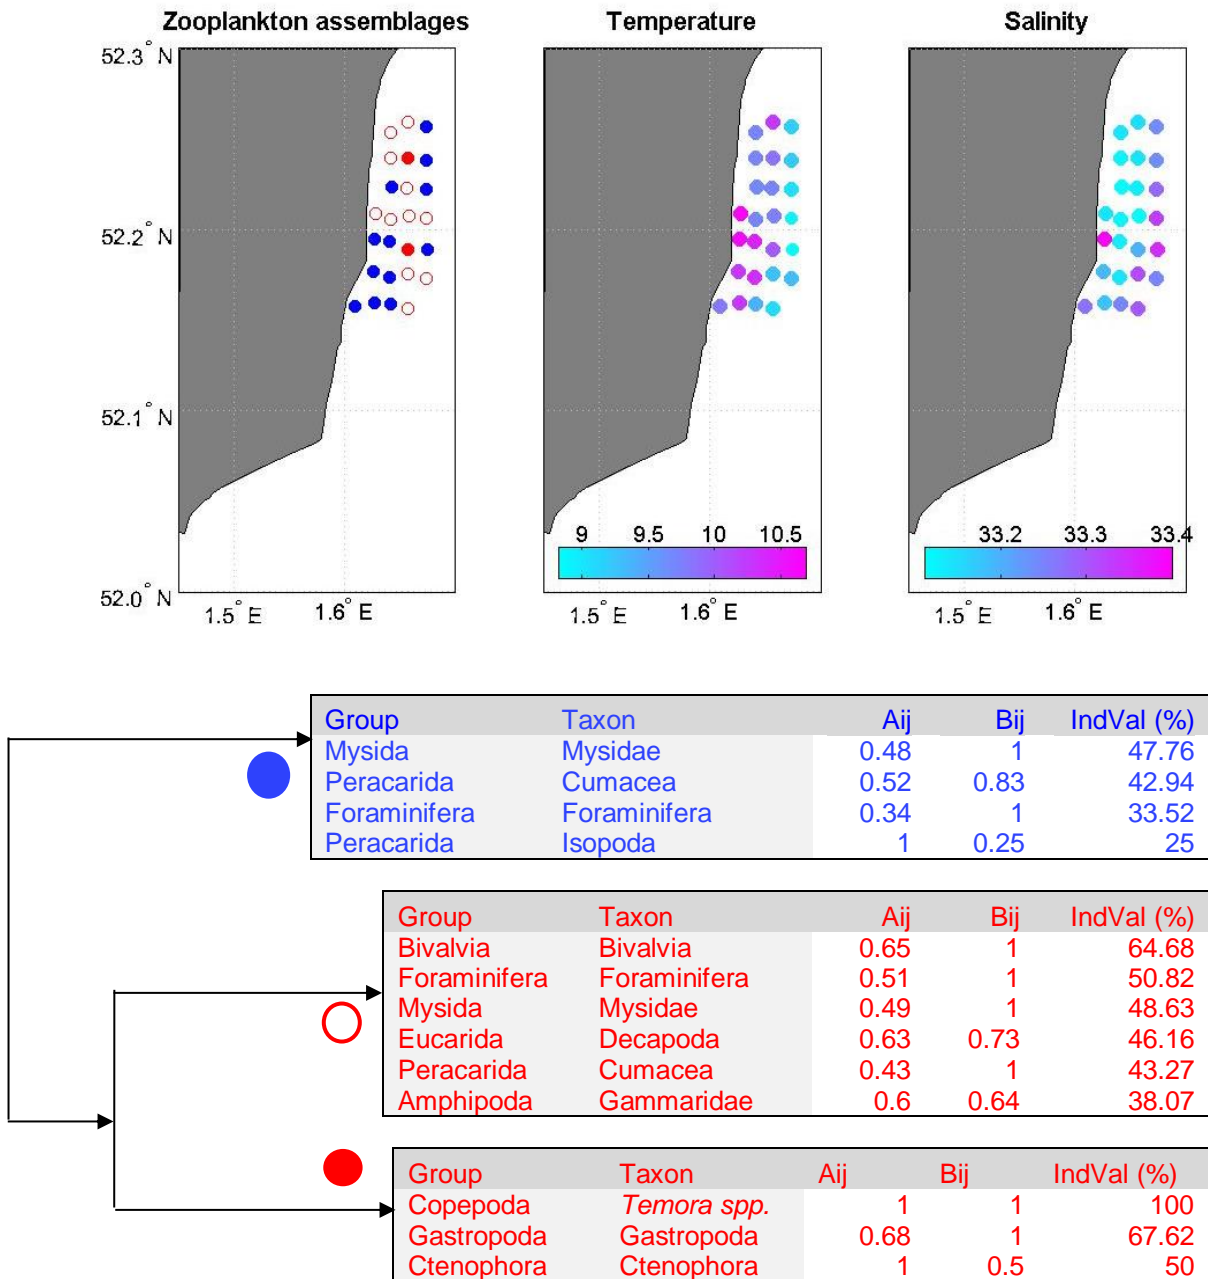 Zooplankton assemblages Temperature Salinity
52.3° N
52.2° N
52.1° N
9 9.5 10 10.5 33.2 33.3 33.4
52.0° N
1.5° E 1.6° E 1.5° E 1.6° E 1.5° E 1.6° E
Group Taxon Aij Bij IndVal (%)
Mysida Mysidae 0.48 1 47.76
Peracarida Cumacea 0.52 0.83 42.94
Foraminifera Foraminifera 0.34 1 33.52
Peracarida Isopoda 1 0.25 25
Group Taxon Aij Bij IndVal (%)
Bivalvia Bivalvia 0.65 1 64.68
Foraminifera Foraminifera 0.51 1 50.82
Mysida Mysidae 0.49 1 48.63
Eucarida Decapoda 0.63 0.73 46.16
Peracarida Cumacea 0.43 1 43.27
Amphipoda Gammaridae 0.6 0.64 38.07
Group Taxon Aij Bij IndVal (%)
Copepoda Temora spp. 1 1 100
Gastropoda Gastropoda 0.68 1 67.62
Ctenophora Ctenophora 1 0.5 50